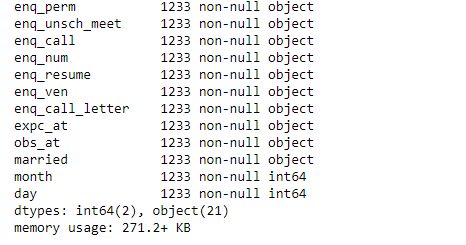 enq_perm 1233 non-null object
enq_unsch_meet 1233 non-null object
enq_call 1233 non-null object
enq_num 1233 non-null object
enq_resume 1233 non-null object
enq_ven 1233 non-null object
enq_call_letter 1233 non-null object
expc_at 1233 non-null object
obs_at 1233 non-null object
married 1233 non-null object
month 1233 non-null int64
day 1233 non-null int64
dtypes: int64(2), object(21)
memory usage: 271.2+ KB